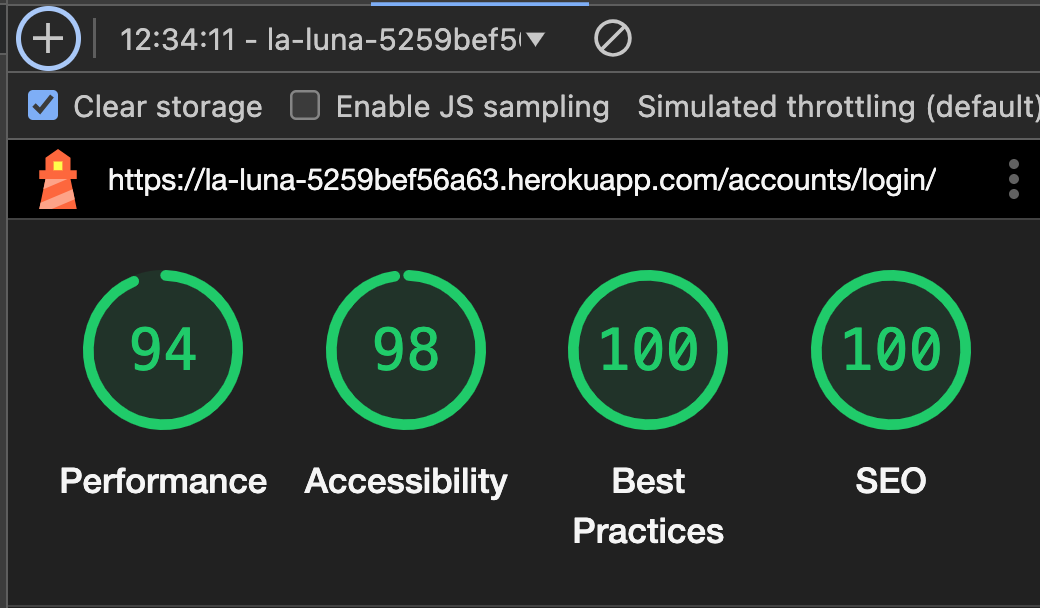 12:34:11 - la-luna-5259bef5
Clear storage Enable JS sampling Simulated throttling (default)
https://la-luna-5259bef56a63.herokuapp.com/accounts/login/
94 98 100 100
Performance Accessibility Best Practices SEO